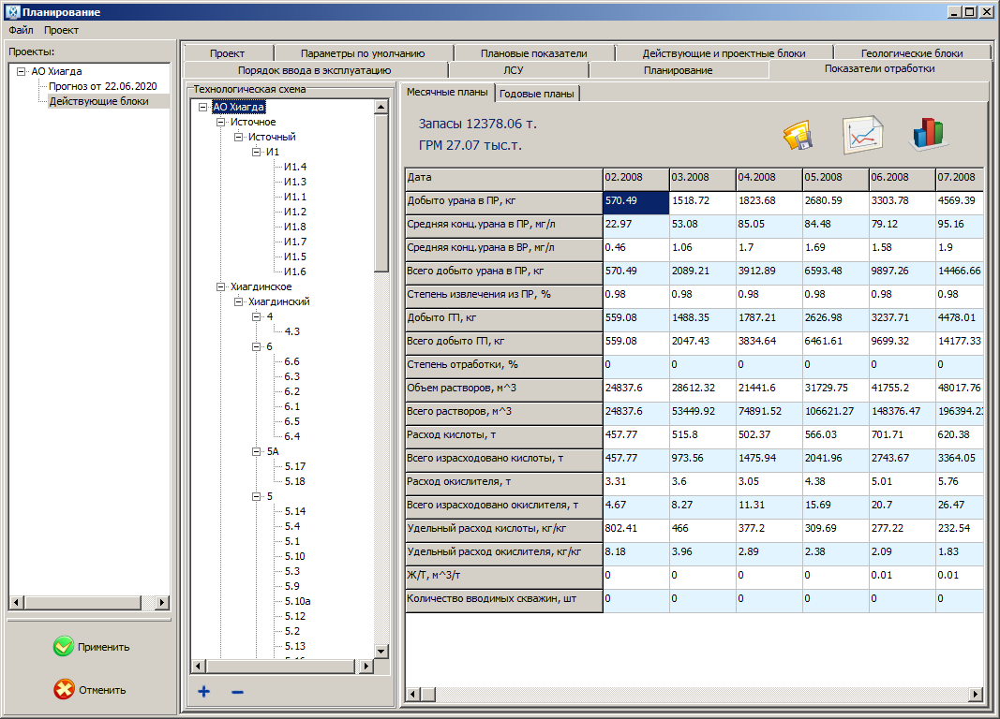 Планирование
Файл Проект
Проекты:
АО Хиагда
Прогноз от 22.06.2020
Действующие блоки
Применить
Отменить
Проект Параметры по умолчанию Плановые показатели Действующие и проектные блоки Геологические блоки
Порядок ввода в эксплуатацию ЛСУ Планирование Показатели отработки
Технологическая схема
АО Хиагда
Источное
Источный
И1
И1.4
И1.3
И1.1
И1.2
И1.8
И1.7
И1.5
И1.6
Хиагдинское
Хиагдинский
4
4.3
6
6.6
6.3
6.2
6.1
6.5
6.4
5А
5.17
5.18
5
5.14
5.4
5.1
5.10
5.3
5.9
5.10а
5.12
5.2
5.13
Месячные планы Годовые планы
Запасы 12378.06 т.
ГРМ 27.07 тыс.т.
Дата 02.2008 03.2008 04.2008 05.2008 06.2008 07.2008
Добыто урана в ПР, кг 570.49 1518.72 1823.68 2680.59 3303.78 4569.39
Средняя конц.урана в ПР, мг/л 22.97 53.08 85.05 84.48 79.12 95.16
Средняя конц.урана в ВР, мг/л 0.46 1.06 1.7 1.69 1.58 1.9
Всего добыто урана в ПР, кг 570.49 2089.21 3912.89 6593.48 9897.26 14466.66
Степень извлечения из ПР, % 0.98 0.98 0.98 0.98 0.98 0.98
Добыто ГП, кг 559.08 1488.35 1787.21 2626.98 3237.71 4478.01
Всего добыто ГП, кг 559.08 2047.43 3834.64 6461.61 9699.32 14177.33
Степень отработки, % 0 0 0 0 0 0
Объем растворов, м^3 24837.6 28612.32 21441.6 31729.75 41755.2 48017.76
Всего растворов, м^3 24837.6 53449.92 74891.52 106621.27 148376.47 196394.23
Расход кислоты, т 457.77 515.8 502.37 566.03 701.71 620.38
Всего израсходовано кислоты, т 457.77 973.56 1475.94 2041.96 2743.67 3364.05
Расход окислителя, т 3.31 3.6 3.05 4.38 5.01 5.76
Всего израсходовано окислителя, т 4.67 8.27 11.31 15.69 20.7 26.47
Удельный расход кислоты, кг/кг 802.41 466 377.2 309.69 277.22 232.54
Удельный расход окислителя, кг/кг 8.18 3.96 2.89 2.38 2.09 1.83
Ж/Т, м^3/т 0 0 0 0 0.01 0.01
Количество вводимых скважин, шт 0 0 0 0 0 0